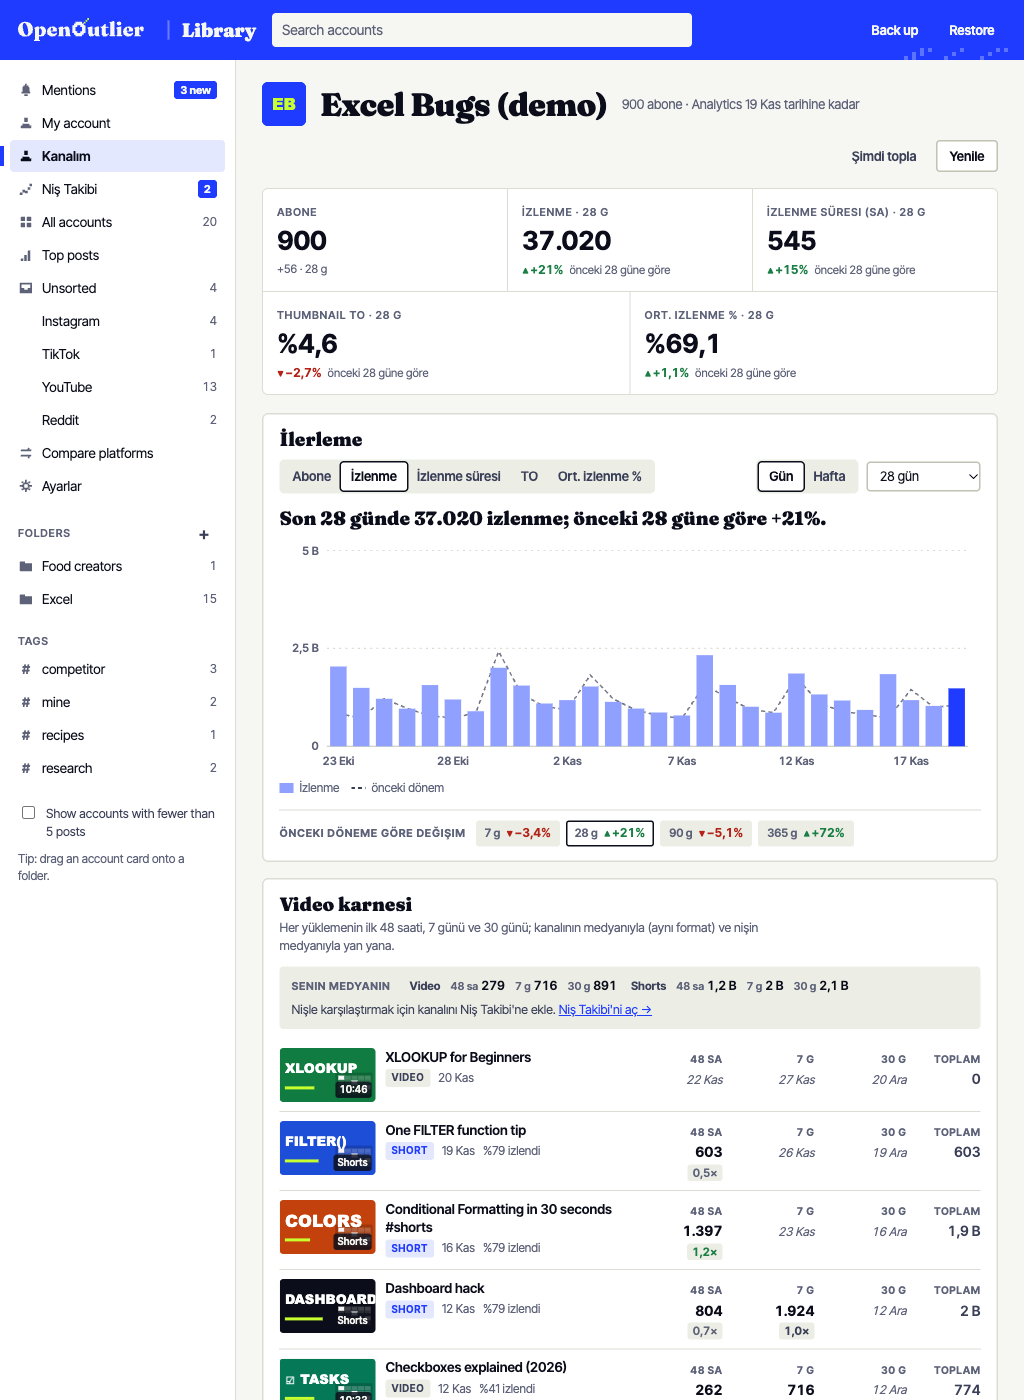 OpenOutlier | Library
Search accounts
Back up
Restore
Mentions
3 new
My account
Kanalım
Niş Takibi
2
All accounts
20
Top posts
Unsorted
4
Instagram
4
TikTok
1
YouTube
13
Reddit
2
Compare platforms
Ayarlar
FOLDERS
+
Food creators
1
Excel
15
TAGS
# competitor
3
# mine
2
# recipes
1
# research
2
Show accounts with fewer than
5 posts
Tip: drag an account card onto a
folder.
EB
Excel Bugs (demo)
900 abone · Analytics 19 Kas tarihine kadar
Şimdi topla
Yenile
ABONE
900
+56 · 28 g
İZLENME · 28 G
37.020
▲+21% önceki 28 güne göre
İZLENME SÜRESİ (SA) · 28 G
545
▲+15% önceki 28 güne göre
THUMBNAIL TO · 28 G
%4,6
▼−2,7% önceki 28 güne göre
ORT. IZLENME % · 28 G
%69,1
▲+1,1% önceki 28 güne göre
İlerleme
Abone
İzlenme
İzlenme süresi
TO
Ort. izlenme %
Gün
Hafta
28 gün
Son 28 günde 37.020 izlenme; önceki 28 güne göre +21%.
5 B
2,5 B
0
23 Eki
28 Eki
2 Kas
7 Kas
12 Kas
17 Kas
İzlenme
önceki dönem
ÖNCEKI DÖNEME GÖRE DEĞIŞIM
7 g ▼−3,4%
28 g ▲+21%
90 g ▼−5,1%
365 g ▲+72%
Video karnesi
Her yüklemenin ilk 48 saati, 7 günü ve 30 günü; kanalının medyanıyla (aynı format) ve nişin
medyanıyla yan yana.
SENIN MEDYANIN Video 48 sa 279 7 g 716 30 g 891 Shorts 48 sa 1,2 B 7 g 2 B 30 g 2,1 B
Nişle karşılaştırmak için kanalını Niş Takibi'ne ekle. Niş Takibi'ni aç →
XLOOKUP
10:46
XLOOKUP for Beginners
VIDEO 20 Kas
48 SA
22 Kas
7 G
27 Kas
30 G
20 Ara
TOPLAM
0
FILTER()
Shorts
One FILTER function tip
SHORT 19 Kas %79 izlendi
48 SA
603
0,5×
7 G
26 Kas
30 G
19 Ara
TOPLAM
603
COLORS
Shorts
Conditional Formatting in 30 seconds
#shorts
SHORT 16 Kas %79 izlendi
48 SA
1.397
1,2×
7 G
23 Kas
30 G
16 Ara
TOPLAM
1,9 B
DASHBOARD
Shorts
Dashboard hack
SHORT 12 Kas %79 izlendi
48 SA
804
0,7×
7 G
1.924
1,0×
30 G
12 Ara
TOPLAM
2 B
TASKS
Checkboxes explained (2026)
VIDEO 12 Kas %41 izlendi
48 SA
262
7 G
716
30 G
12 Ara
TOPLAM
774